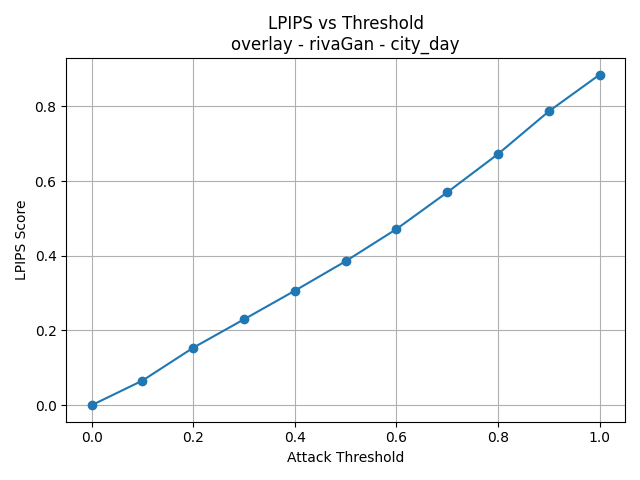 LPIPS vs Threshold
overlay - rivaGan - city_day
LPIPS Score
0.8
0.6
0.4
0.2
0.0
0.0 0.2 0.4 0.6 0.8 1.0
Attack Threshold